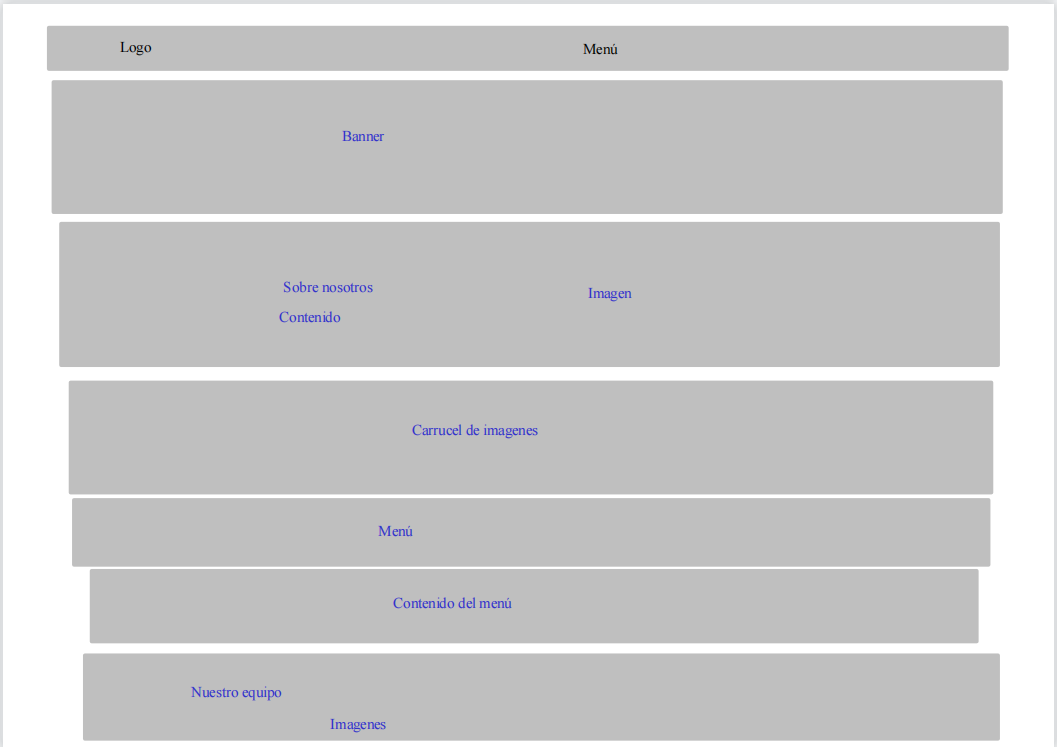 Logo
Menú
Banner
Sobre nosotros
Contenido
Imagen
Carrucel de imagenes
Menú
Contenido del menú
Nuestro equipo
Imagenes